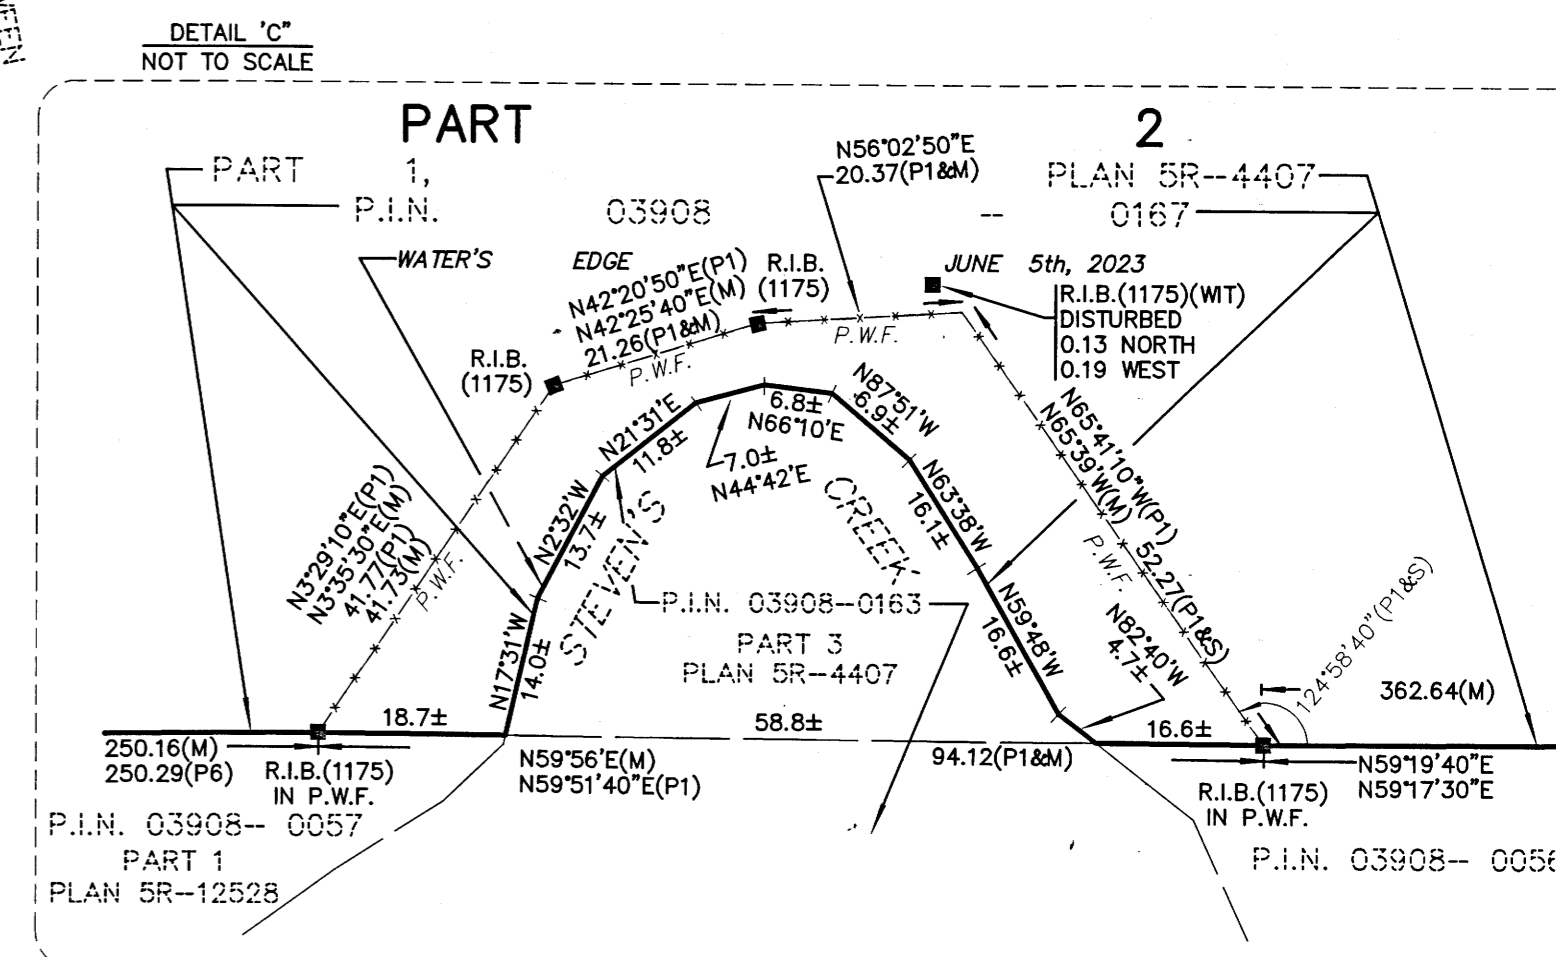 DETAIL 'C"
NOT TO SCALE
PART 2
PART 1, PLAN 5R--4407
P.I.N. 03908 -- 0167
N56°02'50"E
20.37(P1&M)
WATER'S EDGE JUNE 5th, 2023
N42°20'50"E(P1)
N42°25'40"E(M)
21.26(P1&M)
P.W.F.
R.I.B.
(1175)
R.I.B.
(1175)
P.W.F.
R.I.B.(1175)(WIT)
DISTURBED
0.13 NORTH
0.19 WEST
N3°29'10"E(P1)
N3°35'30"E(M)
41.77(P1)
41.73(M)
P.W.F.
N17°31'W
14.0±
N2°32'W
13.7±
N21°31'E
11.8±
7.0±
N44°42'E
6.8±
N66°10'E
N87°51'W
6.9±
N63°38'W
16.1±
N59°48'W
16.6±
N82°40'W
4.7±
N65°41'10"W(P1)
N65°39'W(M)
52.27(P1&S)
P.W.F.
124°58'40"(P1&S)
STEVEN'S
CREEK
P.I.N. 03908--0163
PART 3
PLAN 5R--4407
18.7±
58.8±
16.6±
362.64(M)
250.16(M)
250.29(P6)
R.I.B.(1175)
IN P.W.F.
N59°56'E(M)
N59°51'40"E(P1)
94.12(P1&M)
R.I.B.(1175)
IN P.W.F.
N59°19'40"E
N59°17'30"E
P.I.N. 03908-- 0057
PART 1
PLAN 5R--12528
P.I.N. 03908-- 0056